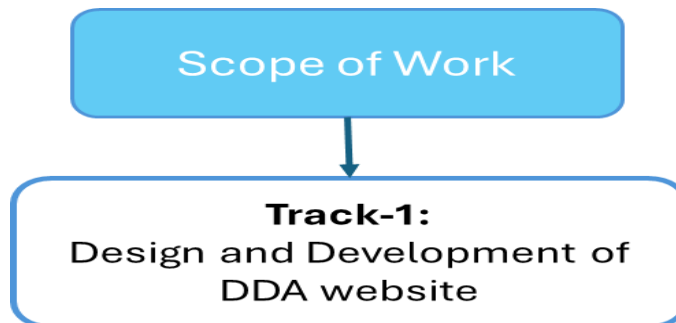 Scope of Work
Track-1:
Design and Development of
DDA website